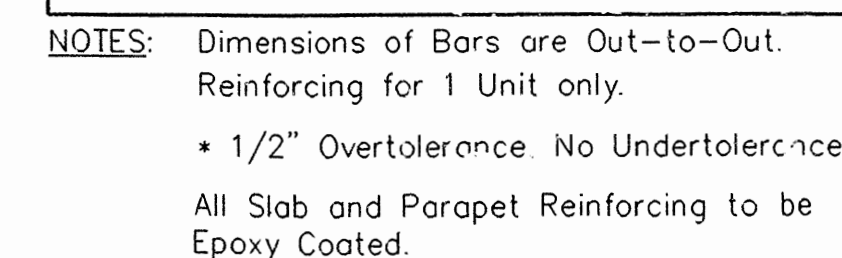 NOTES: Dimensions of Bars are Out-to-Out.
Reinforcing for 1 Unit only.
* 1/2" Overtolerance. No Undertolerance
All Slab and Parapet Reinforcing to be
Epoxy Coated.